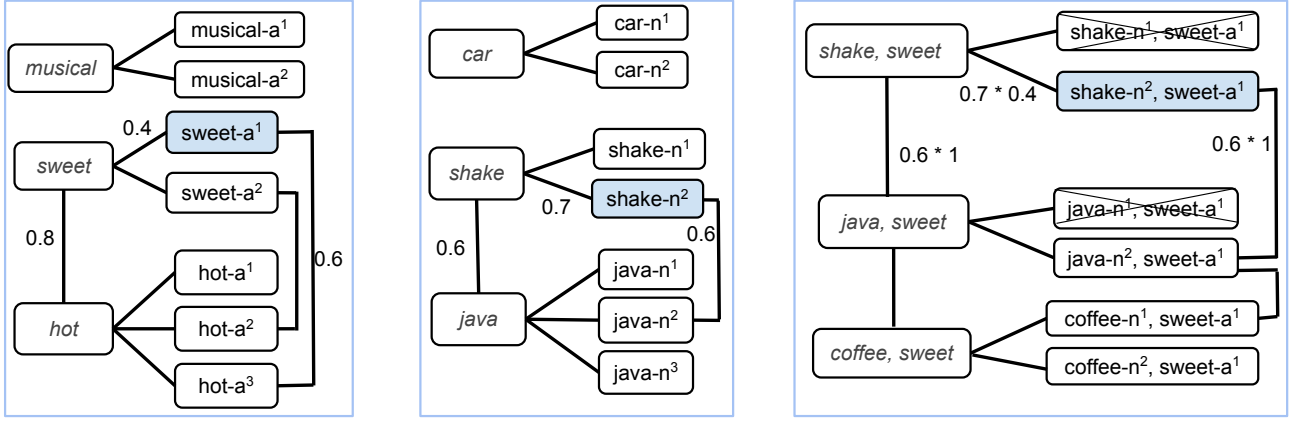 musical
musical-a¹
musical-a²
0.4
sweet-a¹
sweet
sweet-a²
0.8
0.6
hot-a¹
hot
hot-a²
hot-a³
car
car-n¹
car-n²
shake
shake-n¹
shake-n²
0.7
0.6
0.6
java-n¹
java
java-n²
java-n³
shake, sweet
shake-n¹, sweet-a¹
0.7 * 0.4
shake-n², sweet-a¹
0.6 * 1
0.6 * 1
java, sweet
java-n¹, sweet-a¹
java-n², sweet-a¹
coffee, sweet
coffee-n¹, sweet-a¹
coffee-n², sweet-a¹